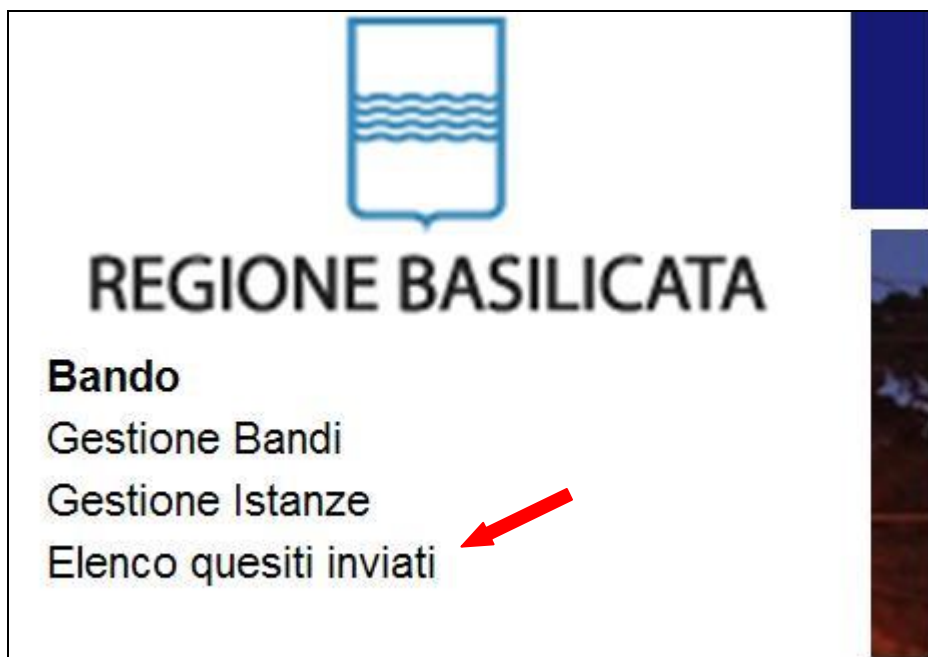 REGIONE BASILICATA
Bando
Gestione Bandi
Gestione Istanze
Elenco quesiti inviati